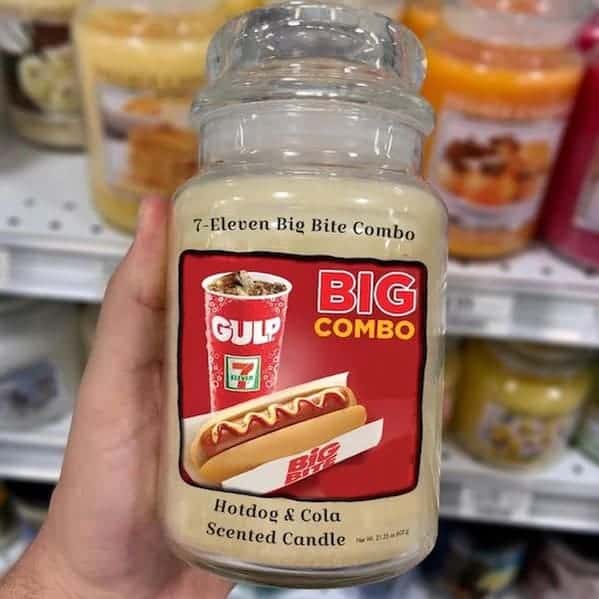 7-Eleven Big Bite Combo
BIG
COMBO
GULP
7
ELEVEN
BIG
BITE
Hotdog & Cola
Scented Candle